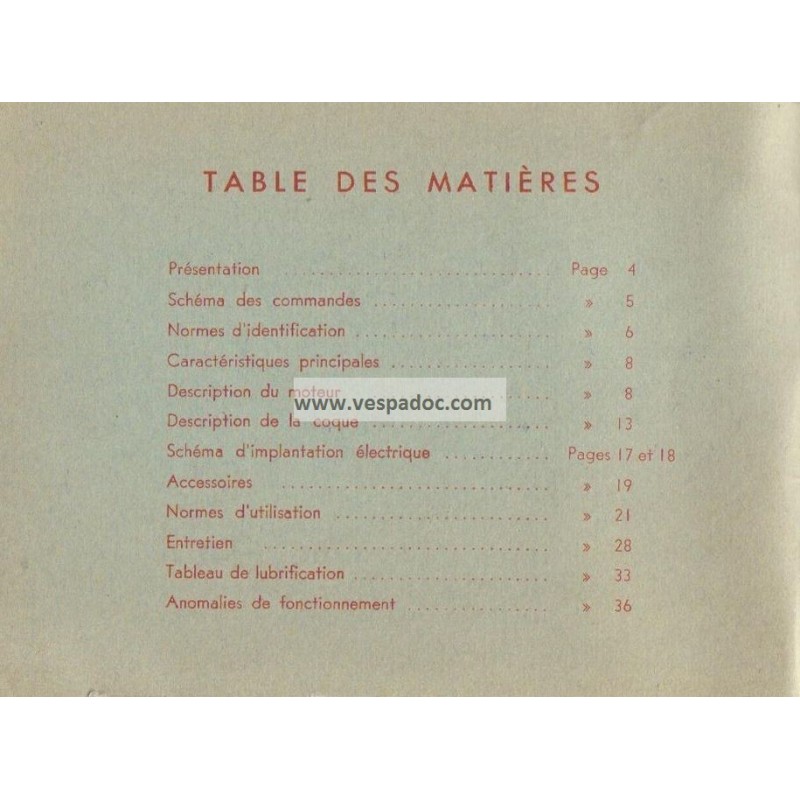 TABLE DES MATIÈRES
Présentation .............................. Page 4
Schéma des commandes .................... » 5
Normes d'identification ...................... » 6
Caractéristiques principales .................. » 8
Description du moteur » 8
www.vespadoc.com
Description de la coque ...................... » 13
Schéma d'implantation électrique ............ Pages 17 et 18
Accessoires .............................. » 19
Normes d'utilisation ........................ » 21
Entretien ................................ » 28
Tableau de lubrification ...................... » 33
Anomalies de fonctionnement ................ » 36